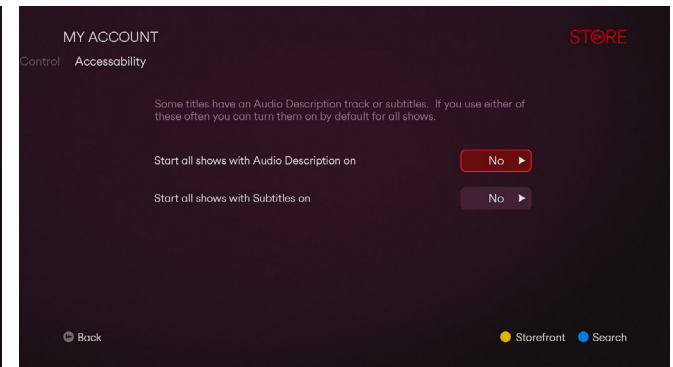 MY ACCOUNT
STORE
Control Accessability
Some titles have an Audio Description track or subtitles. If you use either of
these often you can turn them on by default for all shows.
Start all shows with Audio Description on
No
Start all shows with Subtitles on
No
Back
Storefront
Search